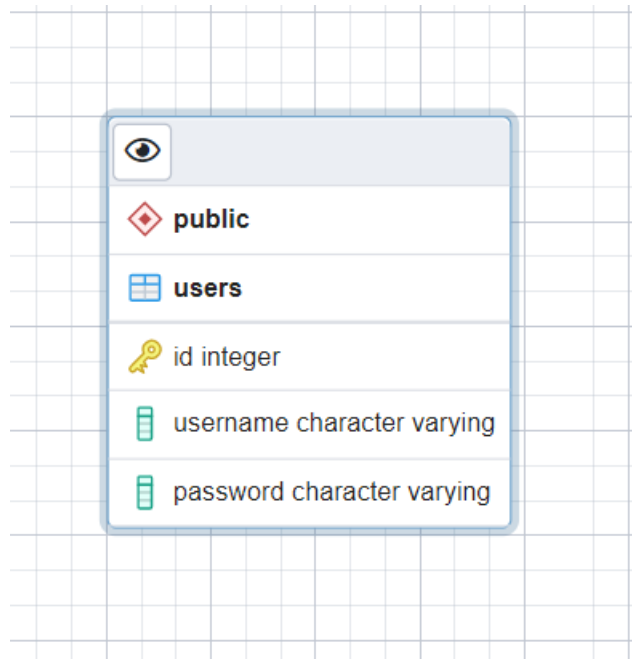 public
users
id integer
username character varying
password character varying